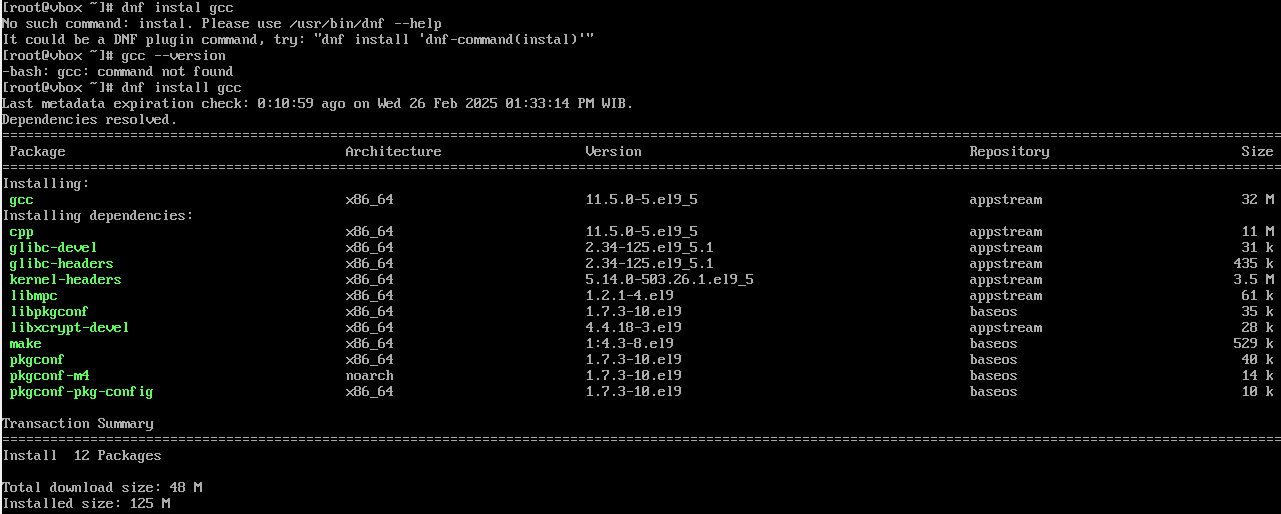 [root@vbox ~]# dnf instal gcc
No such command: instal. Please use /usr/bin/dnf --help
It could be a DNF plugin command, try: "dnf install 'dnf-command(instal)'"
[root@vbox ~]# gcc --version
-bash: gcc: command not found
[root@vbox ~]# dnf install gcc
Last metadata expiration check: 0:10:59 ago on Wed 26 Feb 2025 01:33:14 PM WIB.
Dependencies resolved.
================================================================================
Package Architecture Version Repository Size
================================================================================
Installing:
gcc x86_64 11.5.0-5.el9_5 appstream 32 M
Installing dependencies:
cpp x86_64 11.5.0-5.el9_5 appstream 11 M
glibc-devel x86_64 2.34-125.el9_5.1 appstream 31 k
glibc-headers x86_64 2.34-125.el9_5.1 appstream 435 k
kernel-headers x86_64 5.14.0-503.26.1.el9_5 appstream 3.5 M
libmpc x86_64 1.2.1-4.el9 appstream 61 k
libpkgconf x86_64 1.7.3-10.el9 baseos 35 k
libxcrypt-devel x86_64 4.4.18-3.el9 appstream 28 k
make x86_64 1:4.3-8.el9 baseos 529 k
pkgconf x86_64 1.7.3-10.el9 baseos 40 k
pkgconf-m4 noarch 1.7.3-10.el9 baseos 14 k
pkgconf-pkg-config x86_64 1.7.3-10.el9 baseos 10 k
Transaction Summary
================================================================================
Install 12 Packages
Total download size: 48 M
Installed size: 125 M